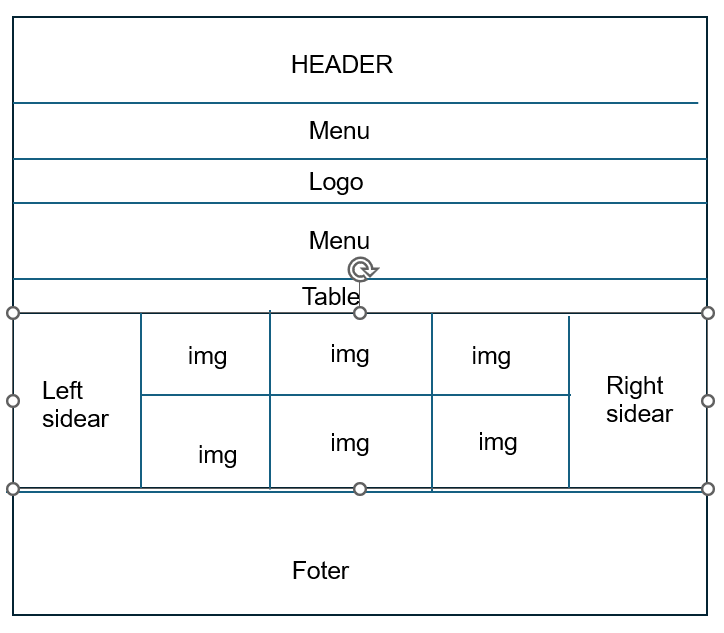 HEADER
Menu
Logo
Menu
Table
img
img
img
Left
sidear
Right
sidear
img
img
img
Foter